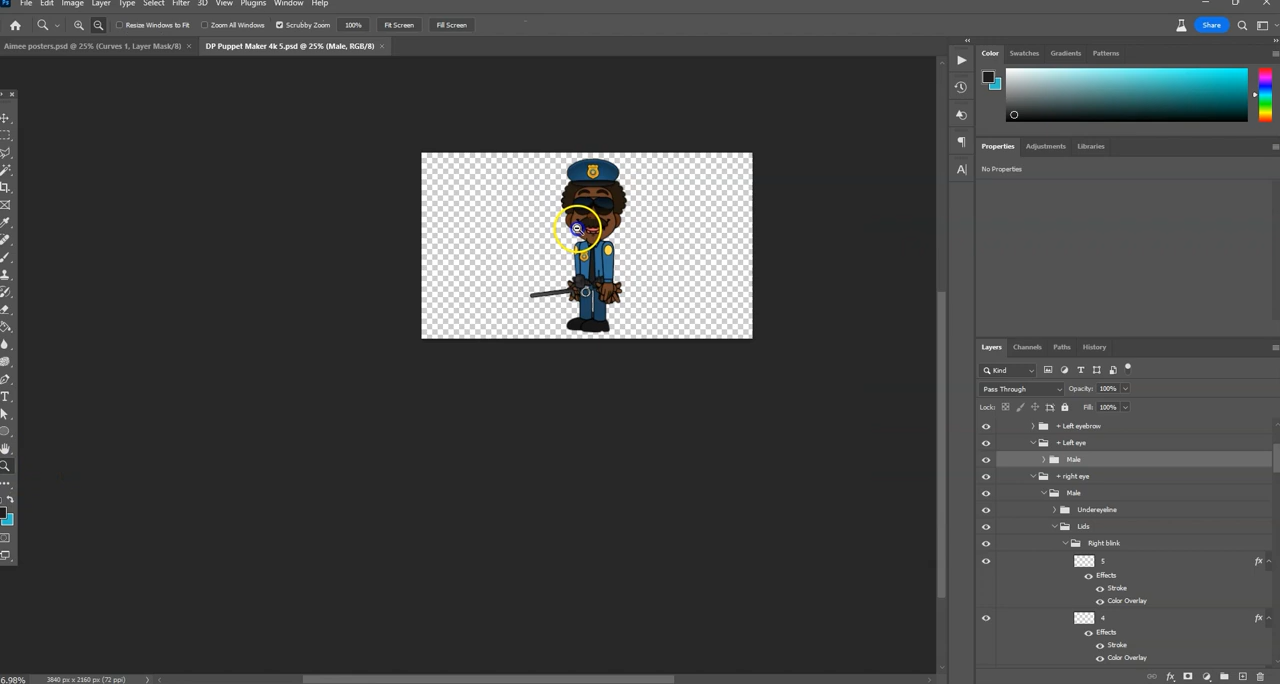 File Edit Image Layer Type Select Filter 3D View Plugins Window Help
Resize Windows to Fit Zoom All Windows Scrubby Zoom 100% Fit Screen Fill Screen Share
Aimee posters.psd @ 25% (Curves 1, Layer Mask/8) × DP Puppet Maker 4k 5.psd @ 25% (Male, RGB/8) ×
Color Swatches Gradients Patterns
Properties Adjustments Libraries
No Properties
Layers Channels Paths History
Kind
Pass Through Opacity: 100%
Lock: Fill: 100%
+ Left eyebrow
+ Left eye
Male
+ right eye
Male
Undereyeline
Lids
Right blink
5 fx
Effects
Stroke
Color Overlay
4 fx
Effects
Stroke
Color Overlay
6.98% 3840 px x 2160 px (72 ppi)